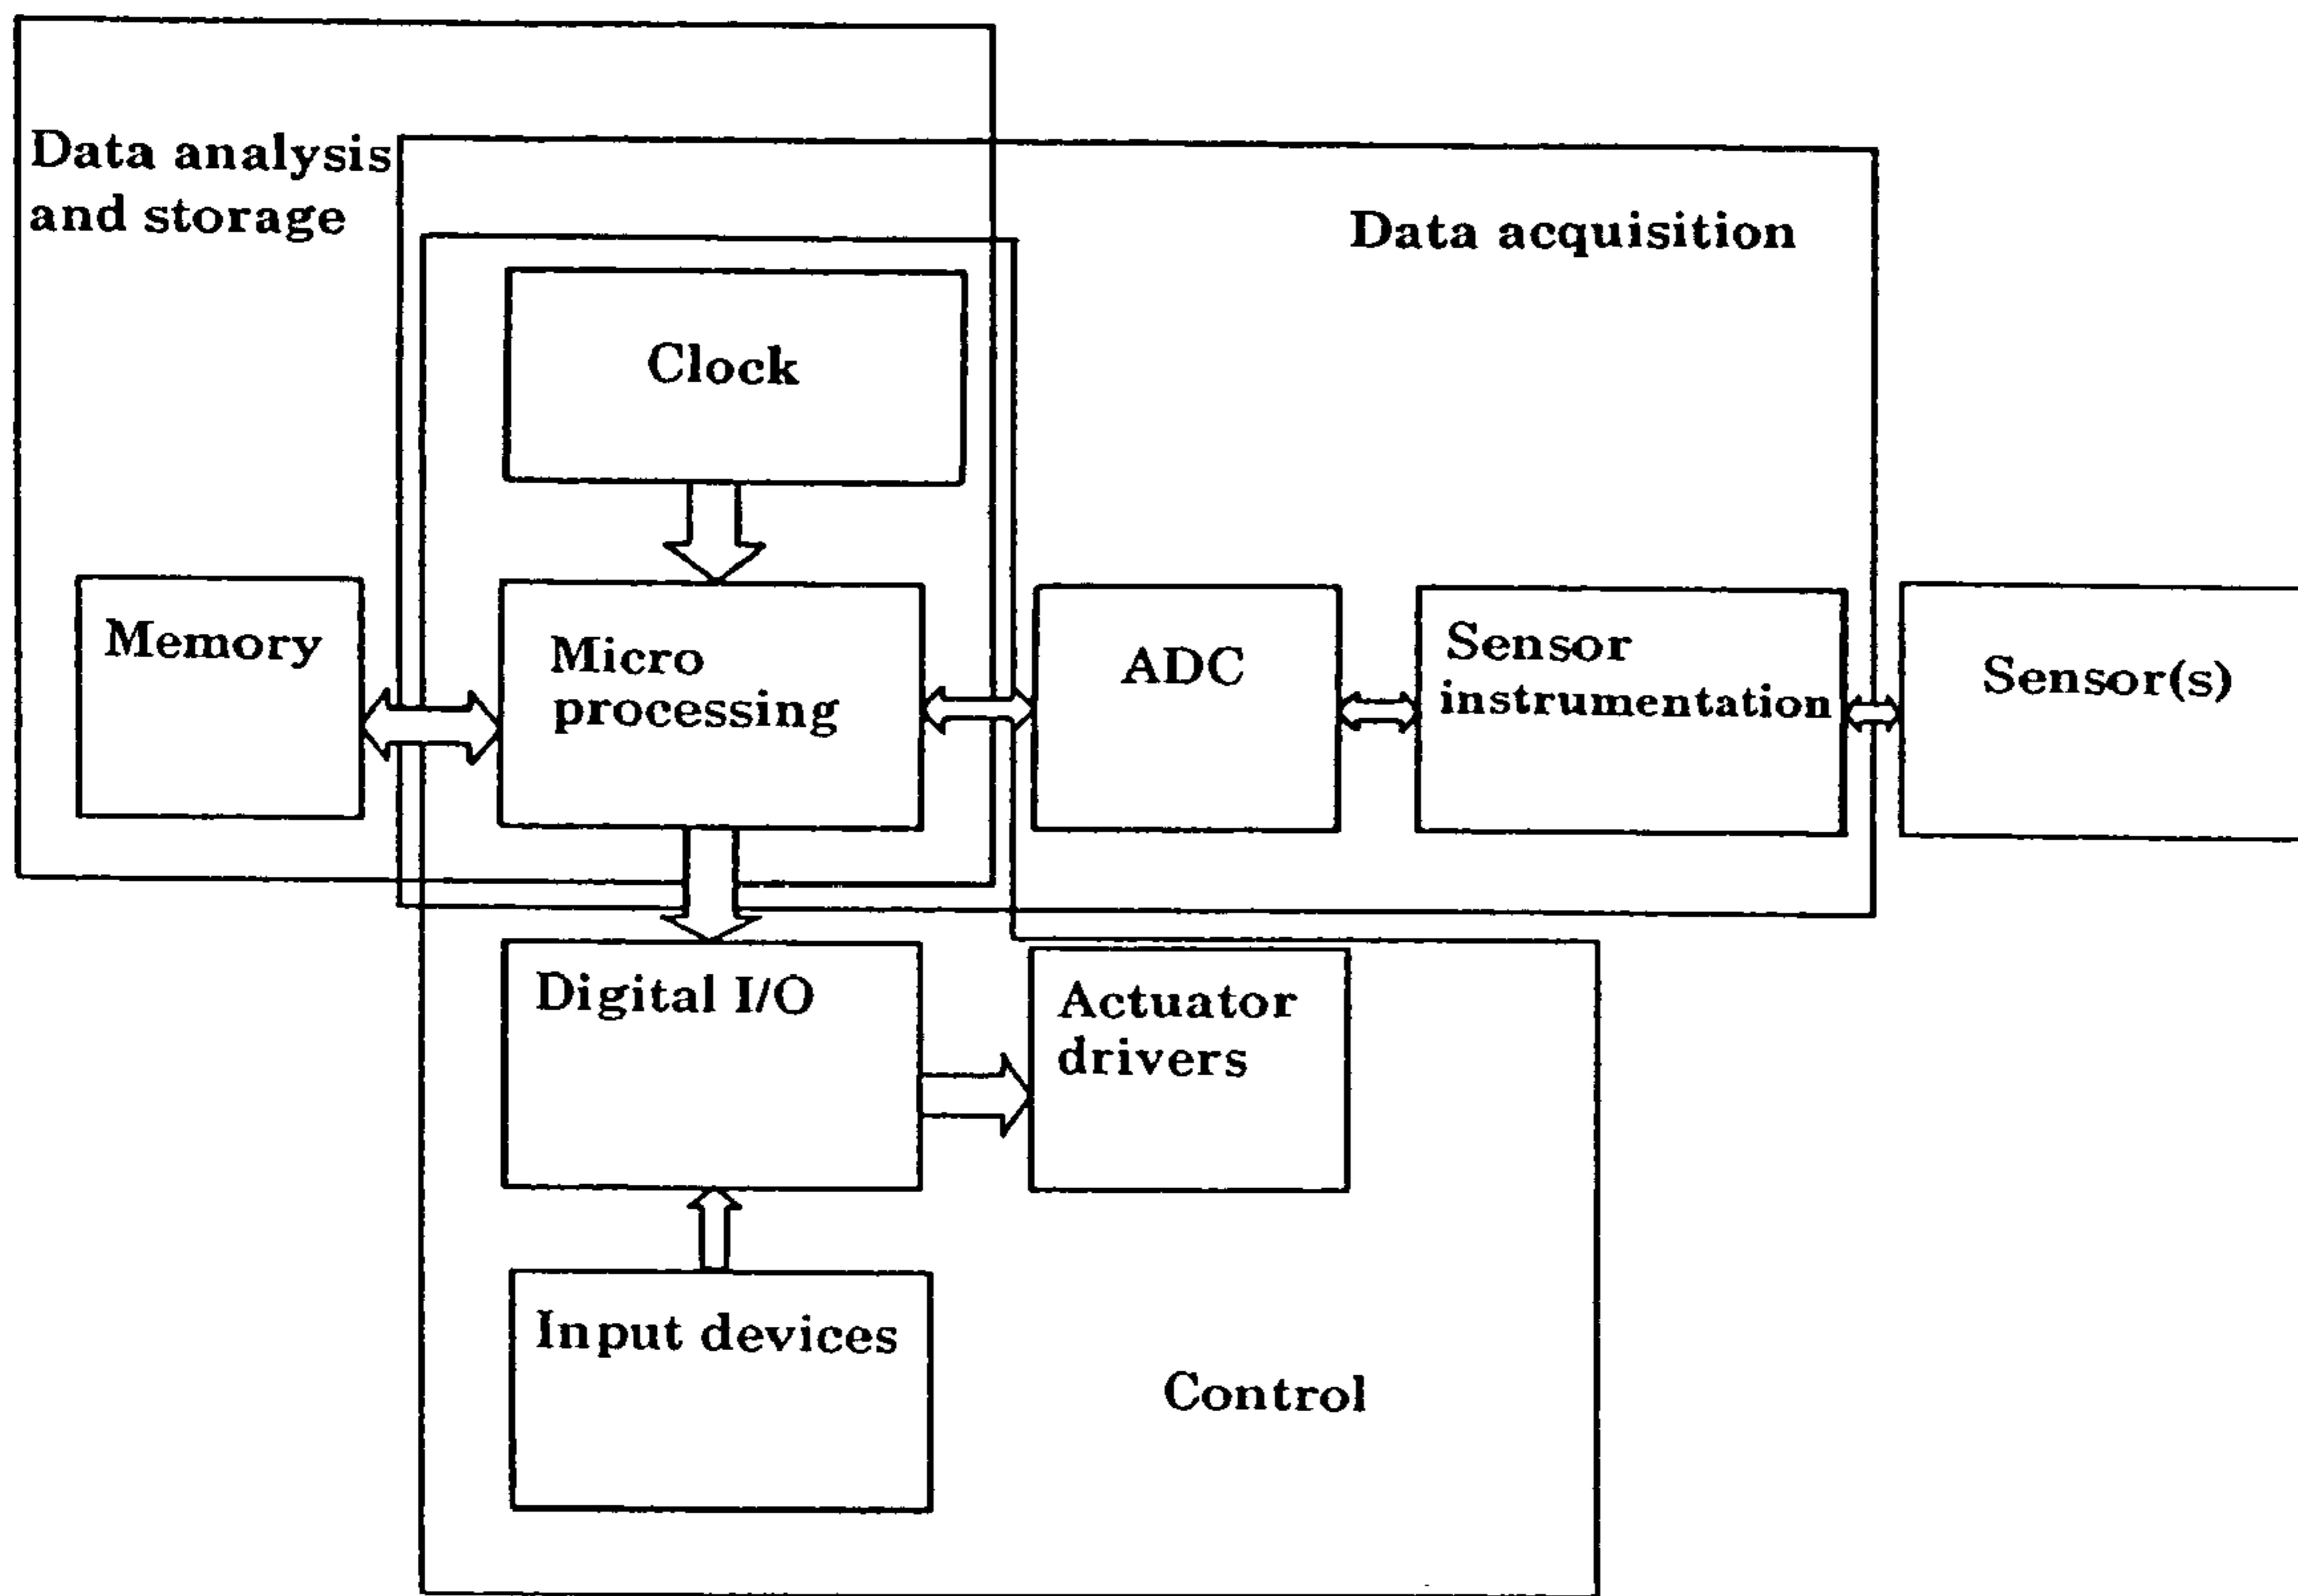 Data analysis
and storage
Data acquisition
Clock
Memory
Micro
processing
ADC
Sensor
instrumentation
Sensor(s)
Digital I/O
Actuator
drivers
Input devices
Control